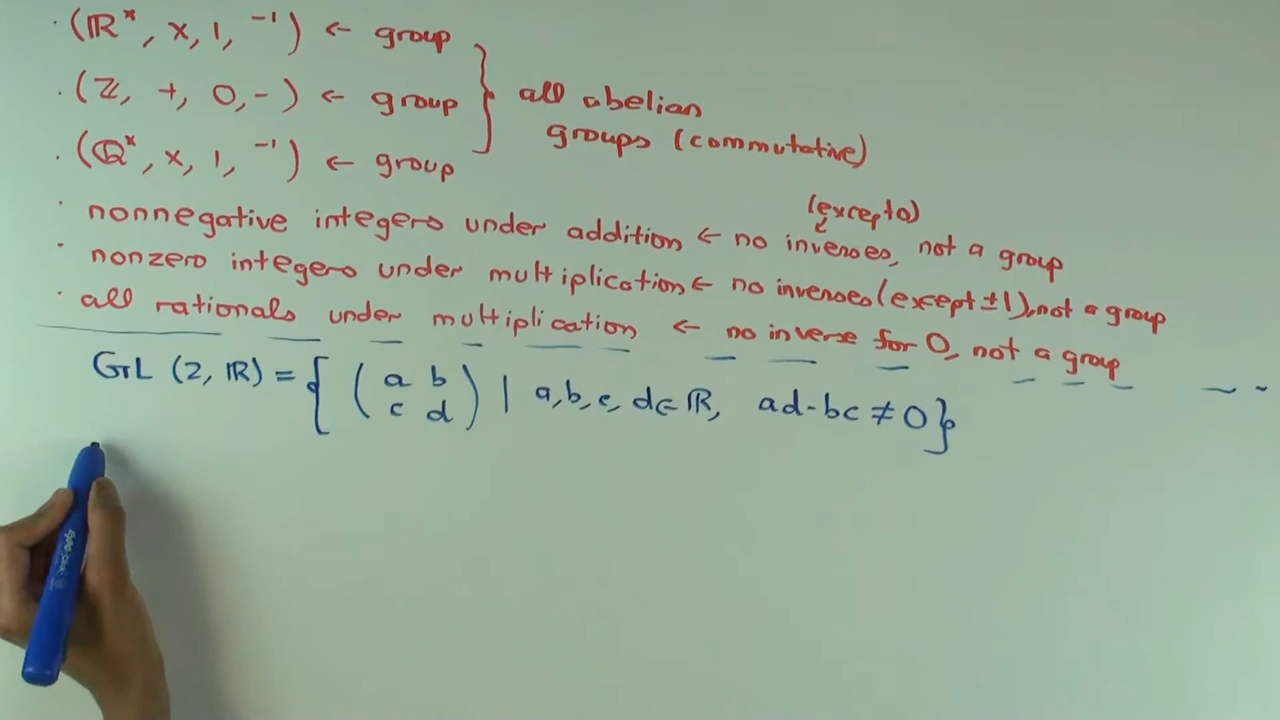 · (ℝ*, ×, 1, ⁻¹) ← group
· (ℤ, +, 0, -) ← group } all abelian
groups (commutative)
· (ℚ*, ×, 1, ⁻¹) ← group
(except 0)
· nonnegative integers under addition ← no inverses, not a group
· nonzero integers under multiplication ← no inverses (except ±1), not a group
· all rationals under multiplication ← no inverse for 0, not a group
GL (2, ℝ) = { ( a b
c d ) | a, b, c, d ∈ ℝ, ad-bc ≠ 0 }